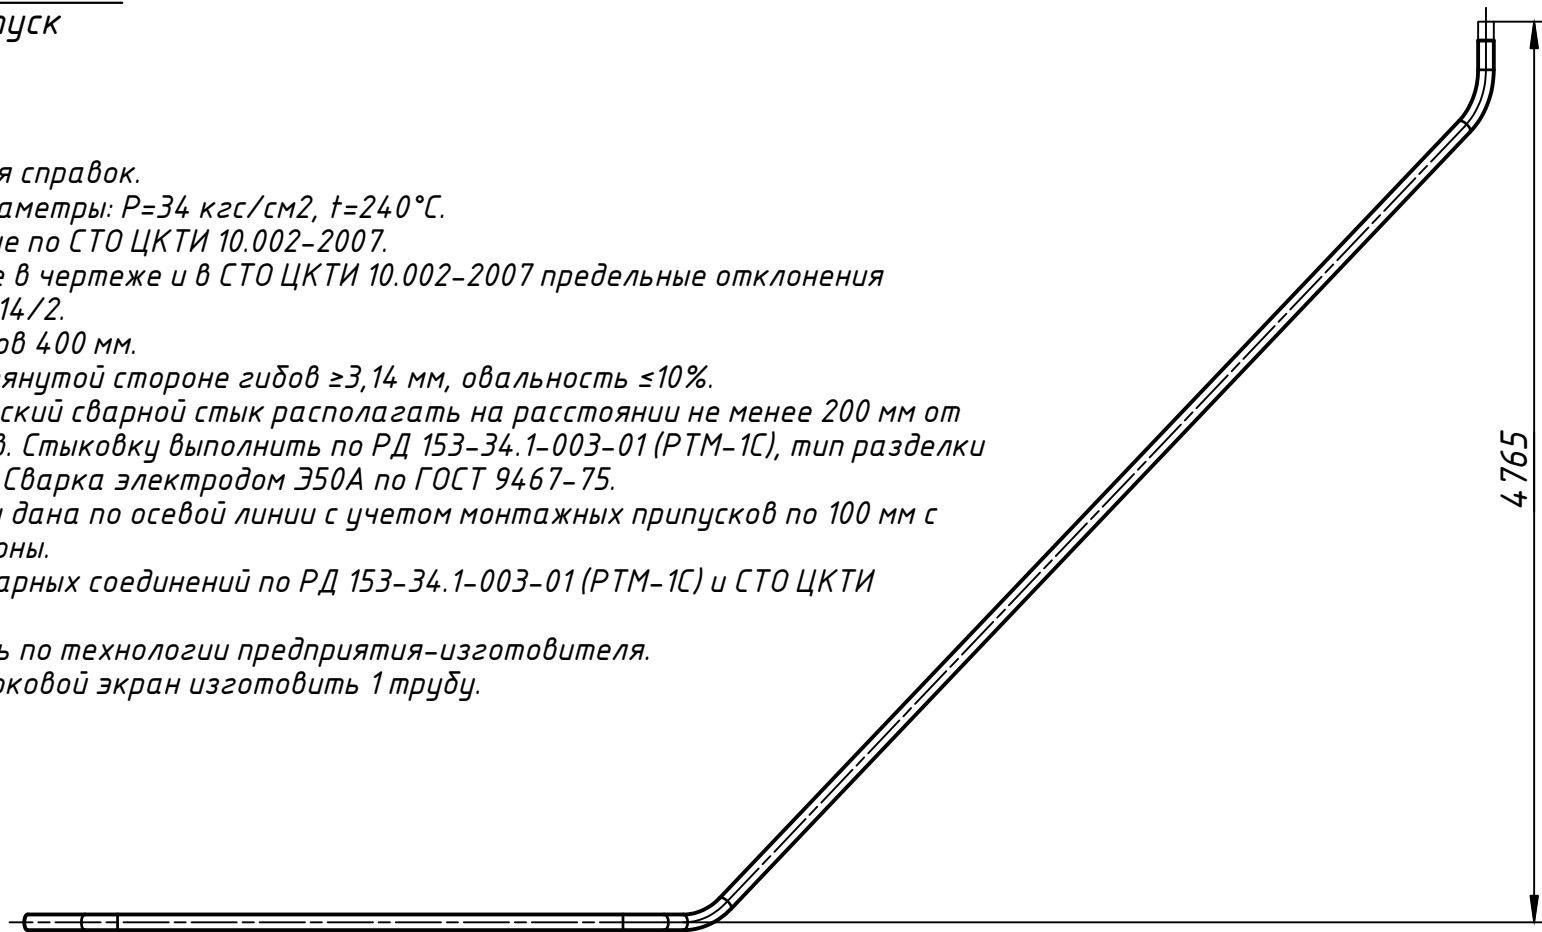 пуск
я справок.
аметры: P=34 кгс/см2, t=240°C.
ие по СТО ЦКТИ 10.002-2007.
е в чертеже и в СТО ЦКТИ 10.002-2007 предельные отклонения
14/2.
ов 400 мм.
янутой стороне гибов ≥3,14 мм, овальность ≤10%.
ский сварной стык располагать на расстоянии не менее 200 мм от
в. Стыковку выполнить по РД 153-34.1-003-01 (РТМ-1С), тип разделки
Сварка электродом Э50А по ГОСТ 9467-75.
и дана по осевой линии с учетом монтажных припусков по 100 мм с
оны.
арных соединений по РД 153-34.1-003-01 (РТМ-1С) и СТО ЦКТИ
ь по технологии предприятия-изготовителя.
оковой экран изготовить 1 трубу.
4765